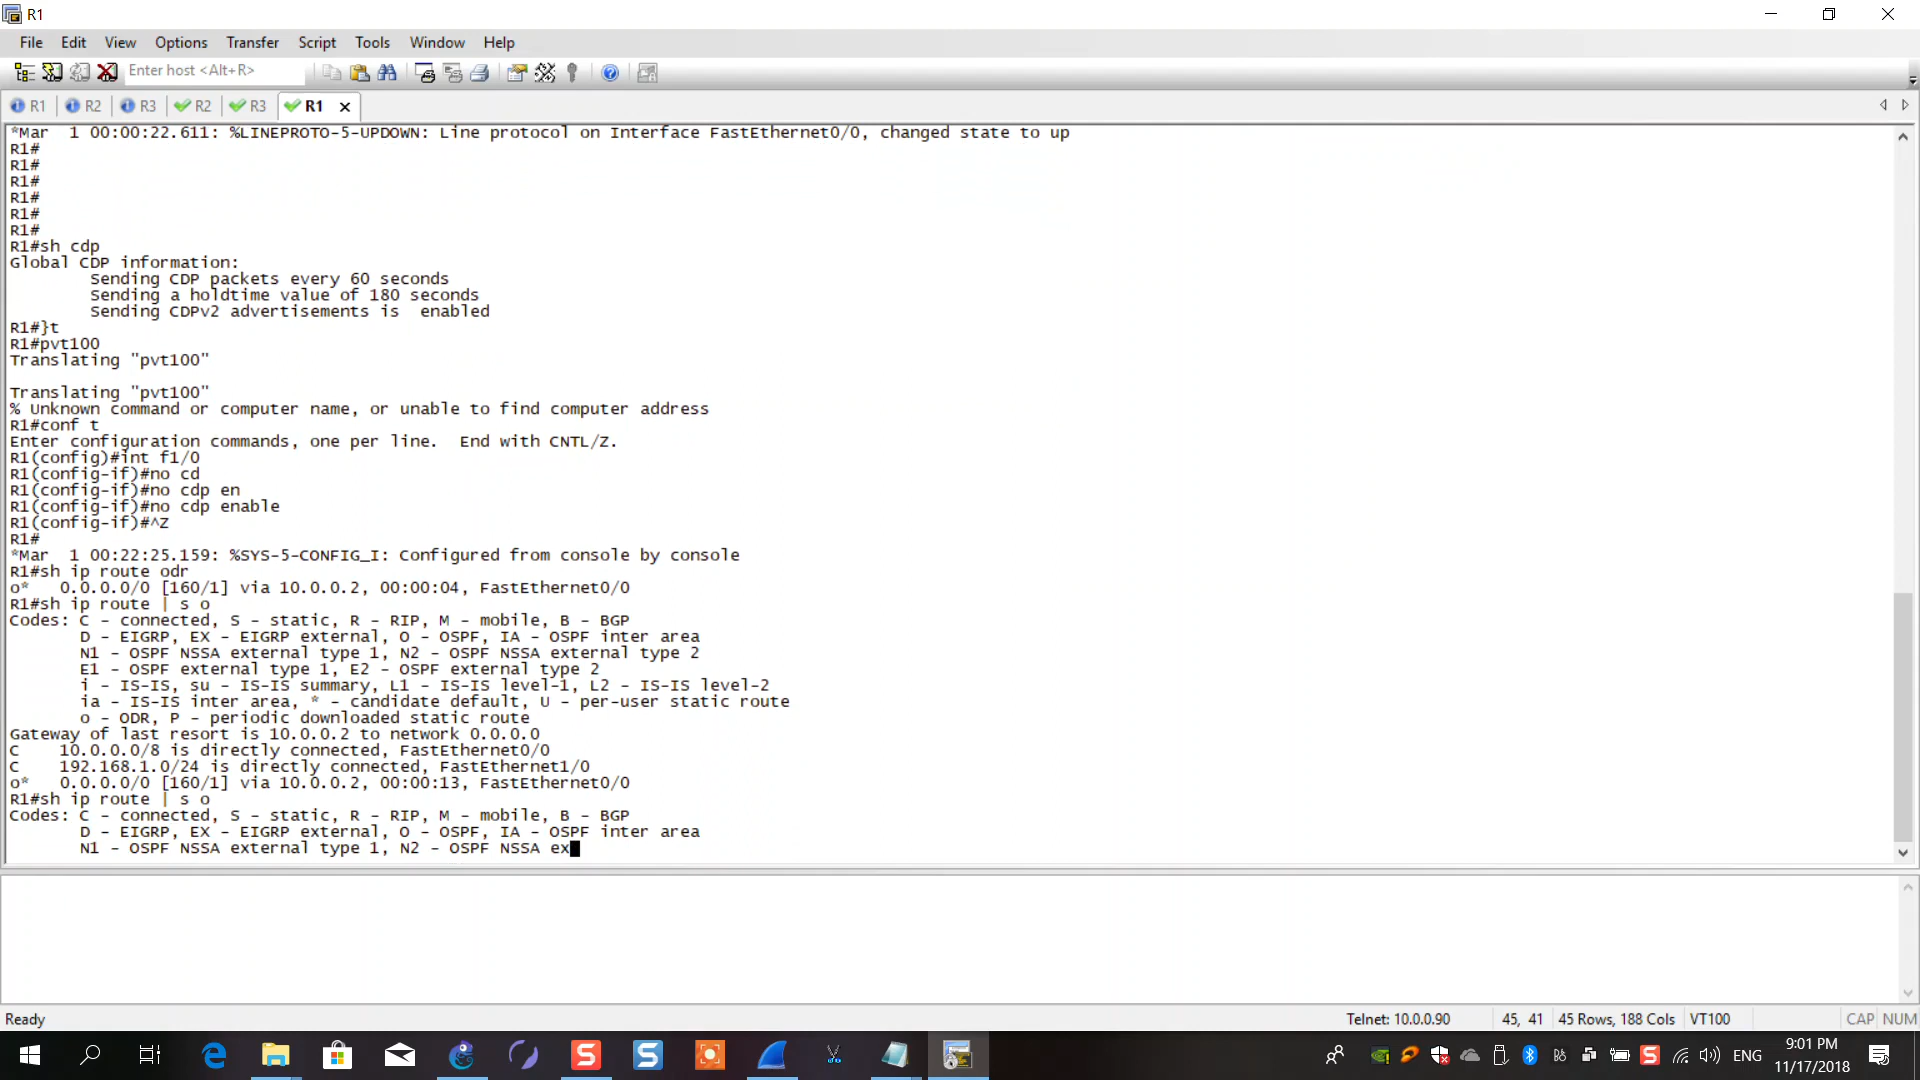 R1
File Edit View Options Transfer Script Tools Window Help
Enter host <Alt+R>
R1 R2 R3 R2 R3 R1
*Mar  1 00:00:22.611: %LINEPROTO-5-UPDOWN: Line protocol on Interface FastEthernet0/0, changed state to up
R1#
R1#
R1#
R1#
R1#
R1#
R1#sh cdp
Global CDP information:
        Sending CDP packets every 60 seconds
        Sending a holdtime value of 180 seconds
        Sending CDPv2 advertisements is  enabled
R1#}t
R1#pvt100
Translating "pvt100"
Translating "pvt100"
% Unknown command or computer name, or unable to find computer address
R1#conf t
Enter configuration commands, one per line.  End with CNTL/Z.
R1(config)#int f1/0
R1(config-if)#no cd
R1(config-if)#no cdp en
R1(config-if)#no cdp enable
R1(config-if)#^Z
R1#
*Mar  1 00:22:25.159: %SYS-5-CONFIG_I: Configured from console by console
R1#sh ip route odr
o*   0.0.0.0/0 [160/1] via 10.0.0.2, 00:00:04, FastEthernet0/0
R1#sh ip route | s o
Codes: C - connected, S - static, R - RIP, M - mobile, B - BGP
       D - EIGRP, EX - EIGRP external, O - OSPF, IA - OSPF inter area
       N1 - OSPF NSSA external type 1, N2 - OSPF NSSA external type 2
       E1 - OSPF external type 1, E2 - OSPF external type 2
       i - IS-IS, su - IS-IS summary, L1 - IS-IS level-1, L2 - IS-IS level-2
       ia - IS-IS inter area, * - candidate default, U - per-user static route
       o - ODR, P - periodic downloaded static route
Gateway of last resort is 10.0.0.2 to network 0.0.0.0
C    10.0.0.0/8 is directly connected, FastEthernet0/0
C    192.168.1.0/24 is directly connected, FastEthernet1/0
o*   0.0.0.0/0 [160/1] via 10.0.0.2, 00:00:13, FastEthernet0/0
R1#sh ip route | s o
Codes: C - connected, S - static, R - RIP, M - mobile, B - BGP
       D - EIGRP, EX - EIGRP external, O - OSPF, IA - OSPF inter area
       N1 - OSPF NSSA external type 1, N2 - OSPF NSSA ex
Ready Telnet: 10.0.0.90 45, 41 45 Rows, 188 Cols VT100 CAP NUM
ENG 9:01 PM
11/17/2018